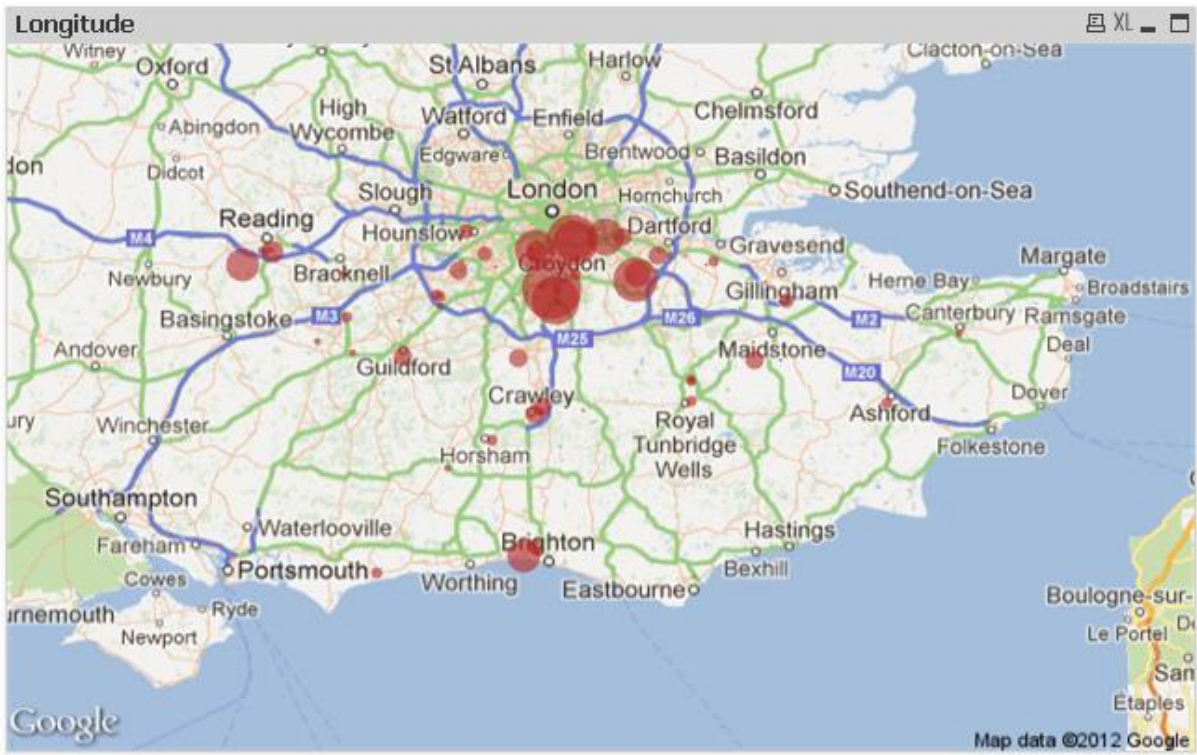 Longitude
XL
Witney
Oxford
St Albans
Harlow
Clacton-on-Sea
High
Wycombe
Watford
Enfield
Chelmsford
Abingdon
Edgware
Brentwood
Basildon
don
Didcot
Slough
London
Hornchurch
Southend-on-Sea
Reading
Hounslow
Dartford
M4
Gravesend
Newbury
Bracknell
Croydon
Margate
Herne Bay
Broadstairs
Gillingham
Basingstoke
M3
M26
M2
Canterbury
Ramsgate
M25
Andover
Guildford
Maidstone
Deal
M20
Crawley
Dover
ury
Winchester
Royal
Tunbridge
Wells
Ashford
Folkestone
Horsham
Southampton
Waterlooville
Hastings
Fareham
Brighton
Bexhill
Portsmouth
Cowes
Worthing
Eastbourne
urnemouth
Ryde
Newport
Boulogne-sur-
Le Portel
De
San
Étaples
Google
Map data ©2012 Google